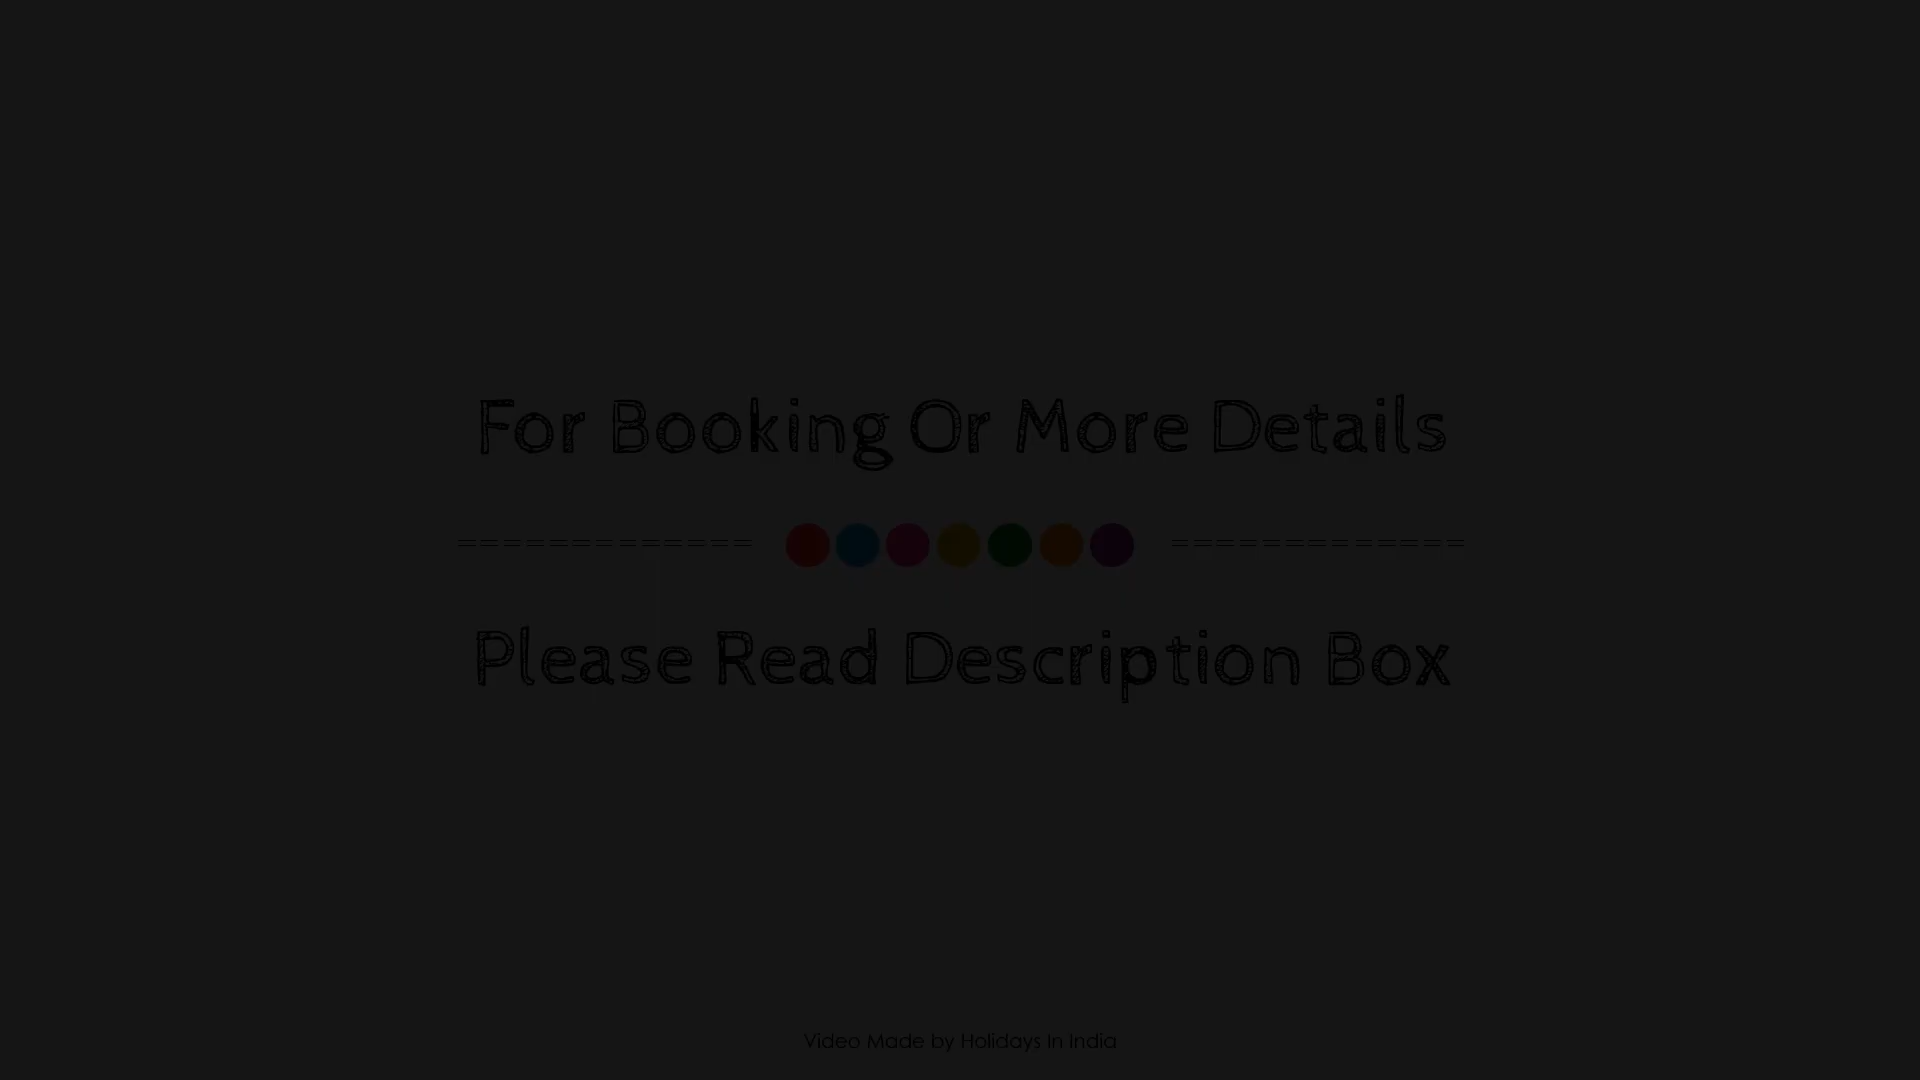 For Booking Or More Details
============= =============
Please Read Description Box
Video Made by Holidays In India